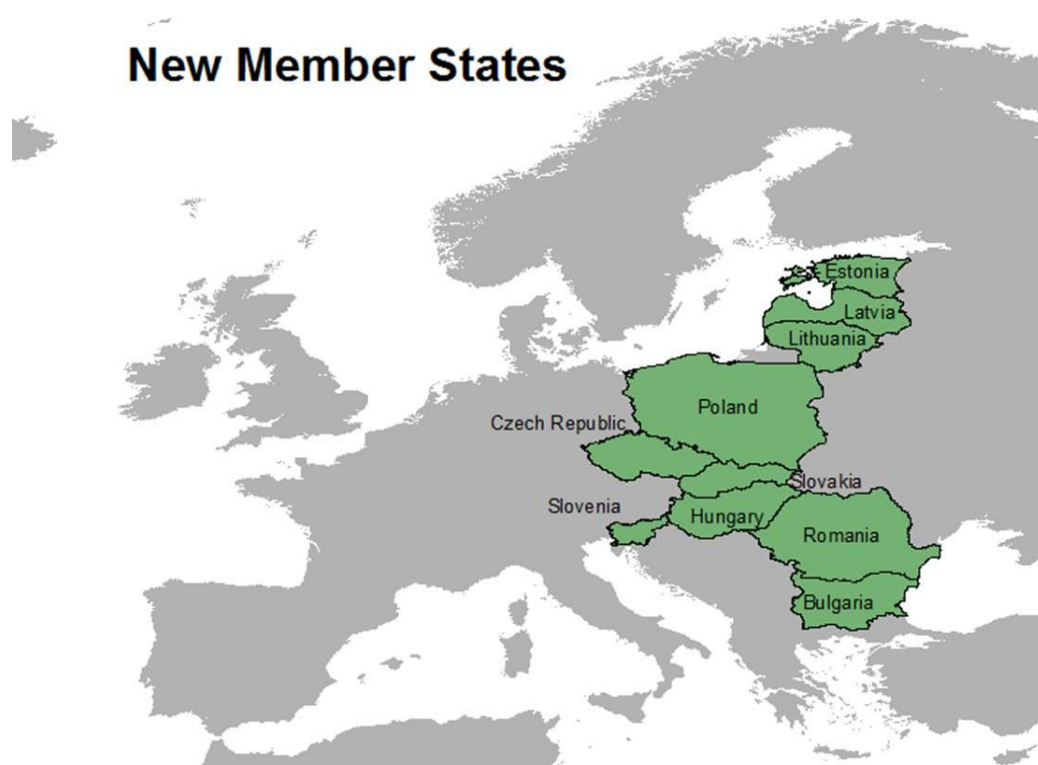 New Member States
Estonia
Latvia
Lithuania
Poland
Czech Republic
Slovakia
Slovenia
Hungary
Romania
Bulgaria